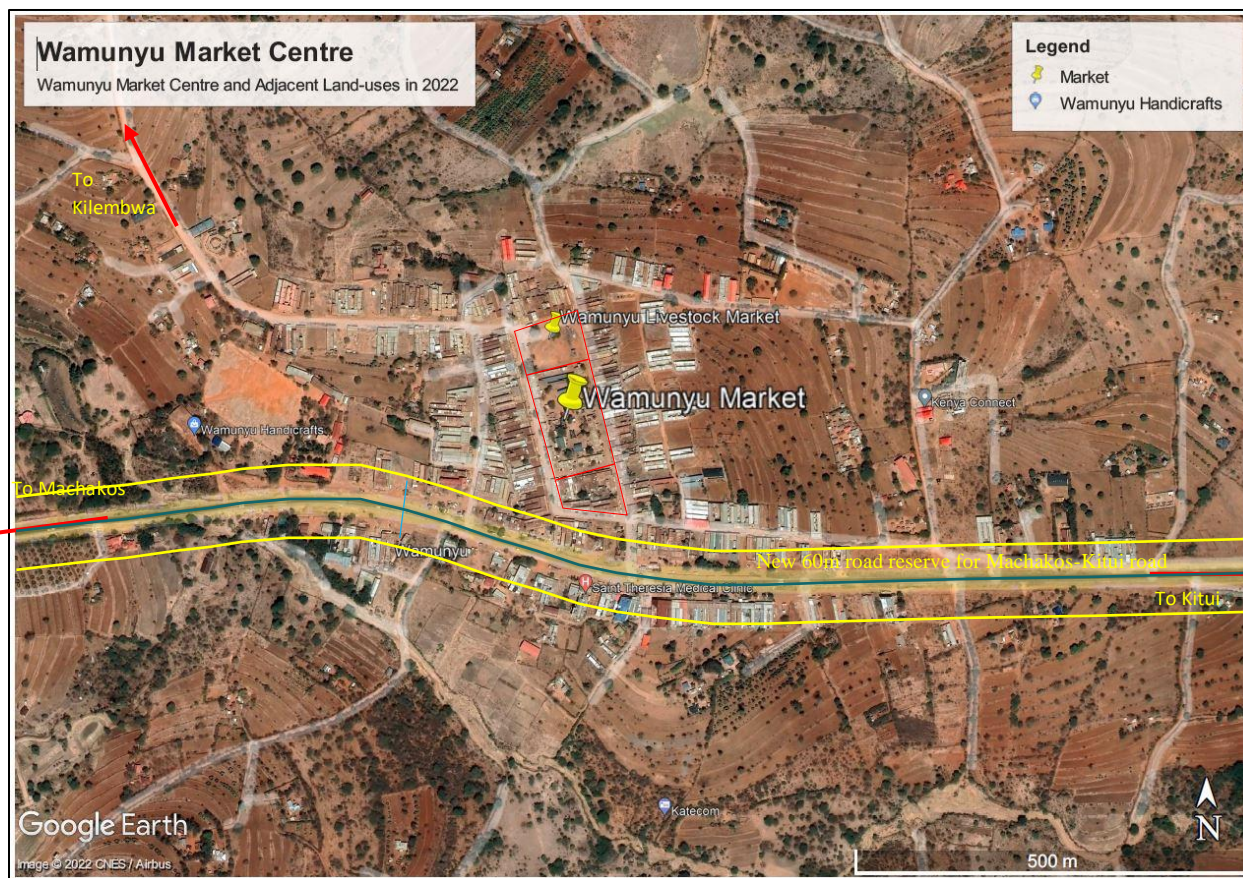 Wamunyu Market Centre
Wamunyu Market Centre and Adjacent Land-uses in 2022
Legend
Market
Wamunyu Handicrafts
To
Kilembwa
Wamunyu Livestock Market
Wamunyu Market
Kenya Connect
Wamunyu Handicrafts
To Machakos
Wamunyu
New 60m road reserve for Machakos-Kitui road
H
Saint Theresia Medical Clinic
To Kitui
Katecom
Google Earth
N
Image © 2022 CNES / Airbus
500 m